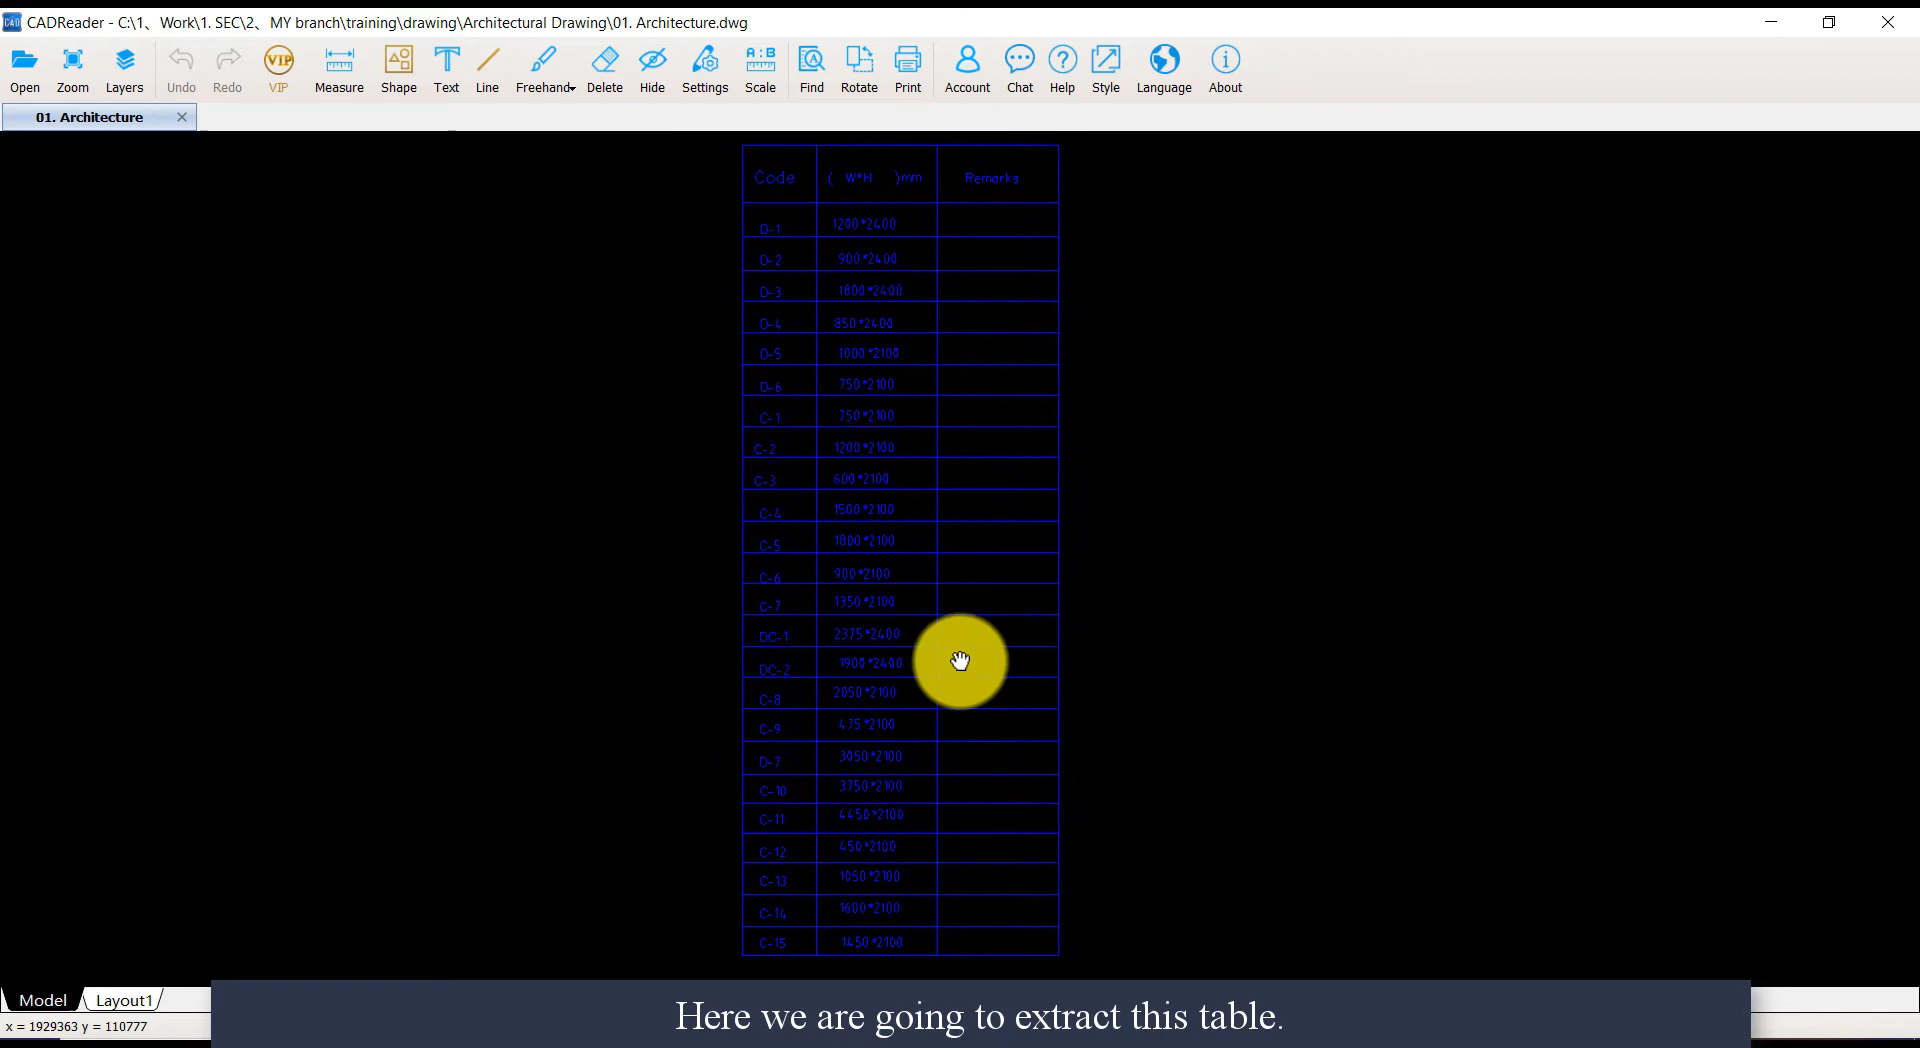 CADReader - C:\1、Work\1. SEC\2、MY branch\training\drawing\Architectural Drawing\01. Architecture.dwg
Open Zoom Layers Undo Redo VIP Measure Shape Text Line Freehand Delete Hide Settings Scale Find Rotate Print Account Chat Help Style Language About
01. Architecture
Code ( W*H )mm Remarks
D-1 1200*2400
D-2 900*2400
D-3 1800*2400
D-4 850*2400
D-5 1000*2100
D-6 750*2100
C-1 750*2100
C-2 1200*2100
C-3 600*2100
C-4 1500*2100
C-5 1800*2100
C-6 900*2100
C-7 1350*2100
DC-1 2375*2400
DC-2 1900*2400
C-8 2050*2100
C-9 475*2100
D-7 3050*2100
C-10 3750*2100
C-11 4450*2100
C-12 450*2100
C-13 1050*2100
C-14 1600*2100
C-15 1450*2100
Model Layout1
x = 1929363 y = 110777
Here we are going to extract this table.